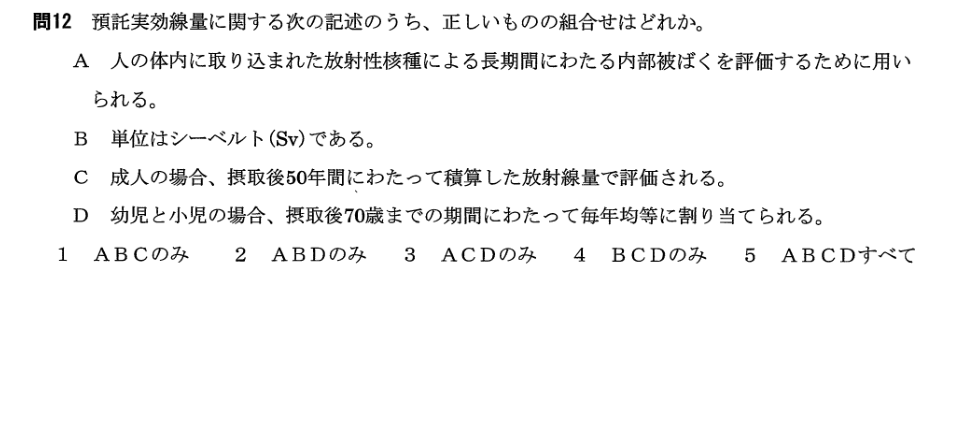 問12　預託実効線量に関する次の記述のうち、正しいものの組合せはどれか。
A　人の体内に取り込まれた放射性核種による長期間にわたる内部被ばくを評価するために用い
られる。
B　単位はシーベルト(Sv)である。
C　成人の場合、摂取後50年間にわたって積算した放射線量で評価される。
D　幼児と小児の場合、摂取後70歳までの期間にわたって毎年均等に割り当てられる。
1　ＡＢＣのみ　　2　ＡＢＤのみ　　3　ＡＣＤのみ　　4　ＢＣＤのみ　　5　ＡＢＣＤすべて